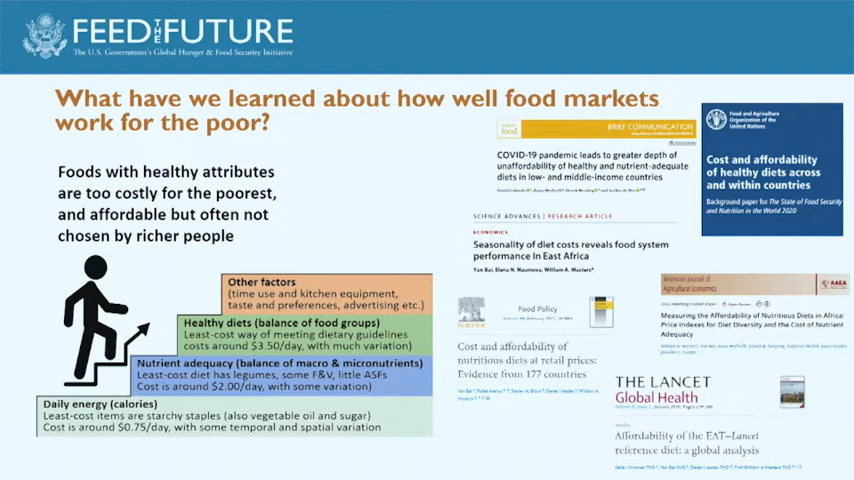 FEED THE FUTURE
The U.S. Government's Global Hunger & Food Security Initiative
What have we learned about how well food markets
work for the poor?
Foods with healthy attributes
are too costly for the poorest,
and affordable but often not
chosen by richer people
Other factors
(time use and kitchen equipment,
taste and preferences, advertising etc.)
Healthy diets (balance of food groups)
Least-cost way of meeting dietary guidelines
costs around $3.50/day, with much variation)
Nutrient adequacy (balance of macro & micronutrients)
Least-cost diet has legumes, some F&V, little ASFs
Cost is around $2.00/day, with some variation)
Daily energy (calories)
Least-cost items are starchy staples (also vegetable oil and sugar)
Cost is around $0.75/day, with some temporal and spatial variation
food
BRIEF COMMUNICATION
COVID-19 pandemic leads to greater depth of
unaffordability of healthy and nutrient-adequate
diets in low- and middle-income countries
Food and Agriculture
Organization of the
United Nations
Cost and affordability
of healthy diets across
and within countries
Background paper for The State of Food Security
and Nutrition in the World 2020
SCIENCE ADVANCES | RESEARCH ARTICLE
ECONOMICS
Seasonality of diet costs reveals food system
performance in East Africa
Yan Bai, Elena N. Naumova, William A. Masters*
ELSEVIER
Food Policy
Cost and affordability of
nutritious diets at retail prices:
Evidence from 177 countries
American Journal of
Agricultural Economics
AAEA
Measuring the Affordability of Nutritious Diets in Africa:
Price Indexes for Diet Diversity and the Cost of Nutrient
Adequacy
THE LANCET
Global Health
Affordability of the EAT–Lancet
reference diet: a global analysis